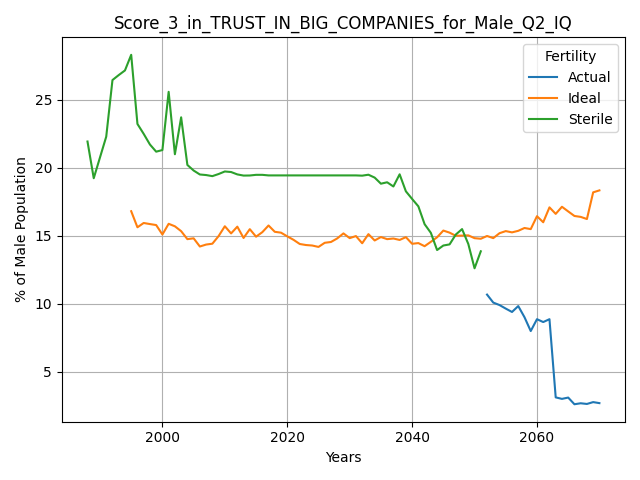 Score_3_in_TRUST_IN_BIG_COMPANIES_for_Male_Q2_IQ
Fertility
Actual
Ideal
Sterile
% of Male Population
25
20
15
10
5
2000 2020 2040 2060
Years